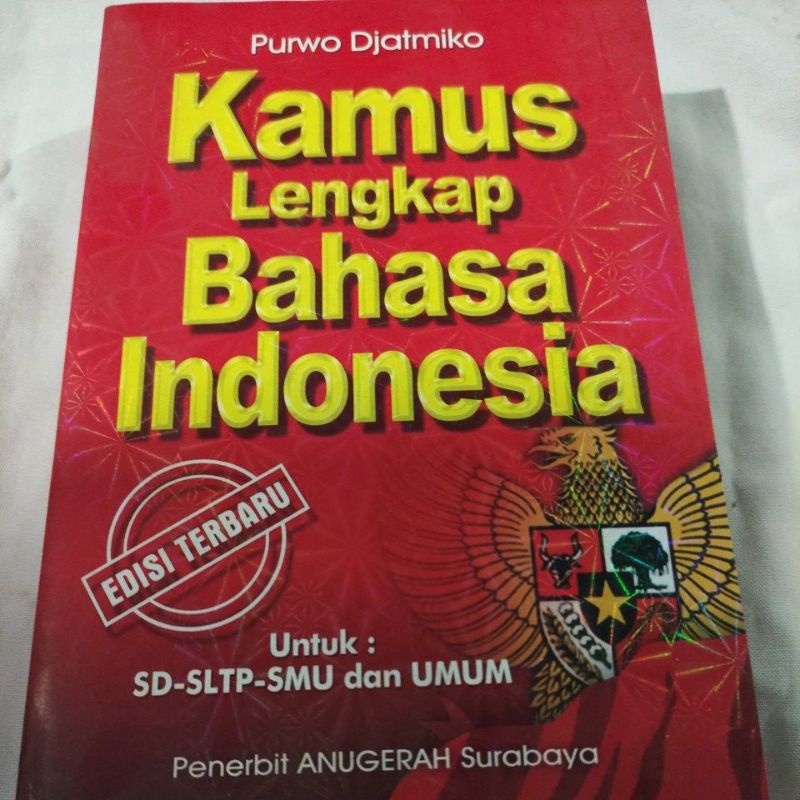 Purwo Djatmiko
Kamus
Lengkap
Bahasa
Indonesia
EDISI TERBARU
Untuk :
SD-SLTP-SMU dan UMUM
Penerbit ANUGERAH Surabaya